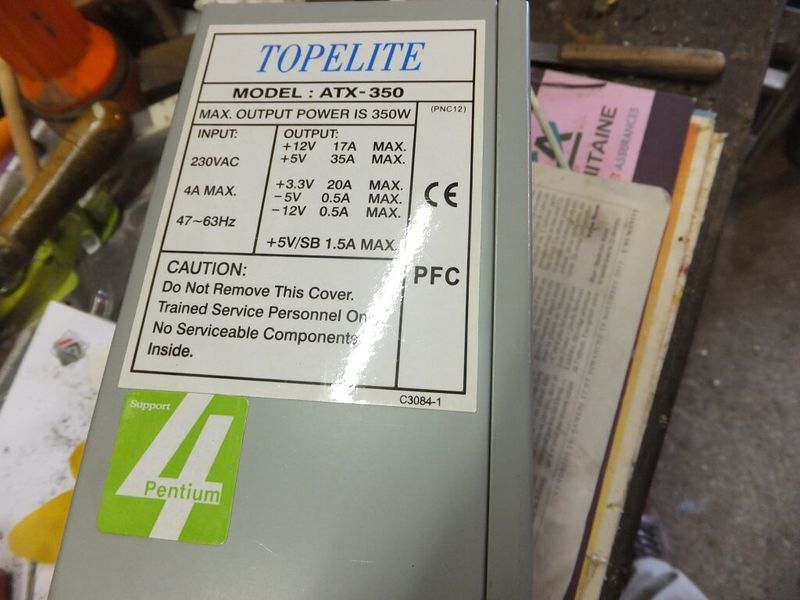 TOPELITE
MODEL : ATX-350
MAX. OUTPUT POWER IS 350W
(PNC12)
INPUT:
230VAC
4A MAX.
47~63Hz
OUTPUT:
+12V 17A MAX.
+5V 35A MAX.
+3.3V 20A MAX.
-5V 0.5A MAX.
-12V 0.5A MAX.
+5V/SB 1.5A MAX.
CE
PFC
CAUTION:
Do Not Remove This Cover.
Trained Service Personnel
No Serviceable Components
Inside.
C3084-1
Support
4
Pentium
ITAINE
ASSURANCES